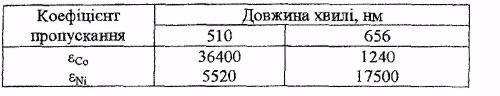 Коефіцієнт пропускання Довжина хвилі, нм
510 656
εCo 36400 1240
εNi 5520 17500